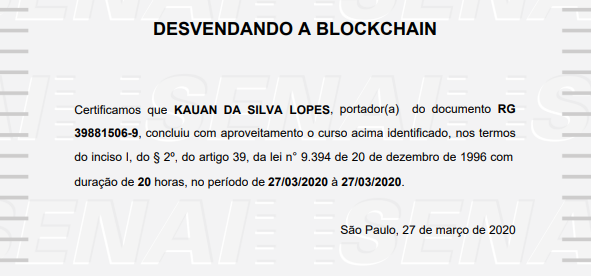 DESVENDANDO A BLOCKCHAIN
Certificamos que KAUAN DA SILVA LOPES, portador(a) do documento RG
39881506-9, concluiu com aproveitamento o curso acima identificado, nos termos
do inciso I, do § 2º, do artigo 39, da lei n° 9.394 de 20 de dezembro de 1996 com
duração de 20 horas, no período de 27/03/2020 à 27/03/2020.
São Paulo, 27 de março de 2020